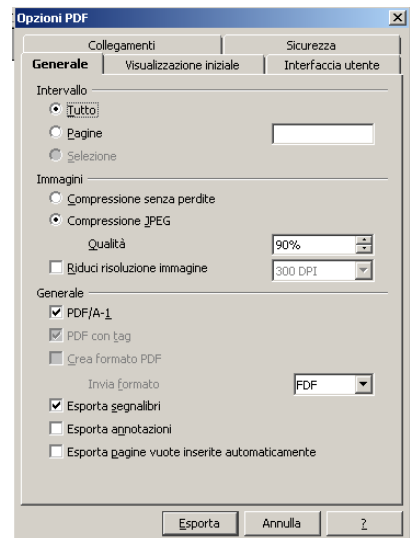 Opzioni PDF
Collegamenti Sicurezza
Generale Visualizzazione iniziale Interfaccia utente
Intervallo
Tutto
Pagine
Selezione
Immagini
Compressione senza perdite
Compressione JPEG
Qualità 90%
Riduci risoluzione immagine 300 DPI
Generale
PDF/A-1
PDF con tag
Crea formato PDF
Invia formato FDF
Esporta segnalibri
Esporta annotazioni
Esporta pagine vuote inserite automaticamente
Esporta Annulla ?